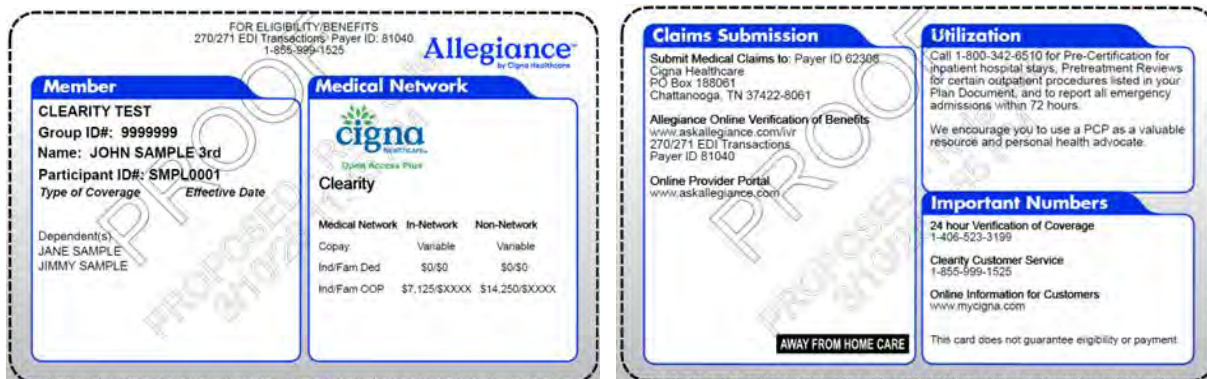 FOR ELIGIBILITY/BENEFITS
270/271 EDI Transactions Payer ID: 81040
1-855-999-1525
Allegiance
by Cigna Healthcare
Member
CLEARITY TEST
Group ID#: 9999999
Name: JOHN SAMPLE 3rd
Participant ID#: SMPL0001
Type of Coverage Effective Date
Dependent(s)
JANE SAMPLE
JIMMY SAMPLE
Medical Network
cigna
healthcare
Open Access Plus
Clearity
Medical Network In-Network Non-Network
Copay Variable Variable
Ind/Fam Ded $0/$0 $0/$0
Ind/Fam OOP $7,125/$XXXX $14,250/$XXXX
PROOF
PROPOSED
Claims Submission
Submit Medical Claims to: Payer ID 62308
Cigna Healthcare
PO Box 188061
Chattanooga, TN 37422-8061
Allegiance Online Verification of Benefits
www.askallegiance.com/ivr
270/271 EDI Transactions
Payer ID 81040
Online Provider Portal
www.askallegiance.com
AWAY FROM HOME CARE
Utilization
Call 1-800-342-6510 for Pre-Certification for
inpatient hospital stays, Pretreatment Reviews
for certain outpatient procedures listed in your
Plan Document, and to report all emergency
admissions within 72 hours.
We encourage you to use a PCP as a valuable
resource and personal health advocate.
Important Numbers
24 hour Verification of Coverage
1-406-523-3199
Clearity Customer Service
1-855-999-1525
Online Information for Customers
www.mycigna.com
This card does not guarantee eligibility or payment
PROOF
PROPOSED